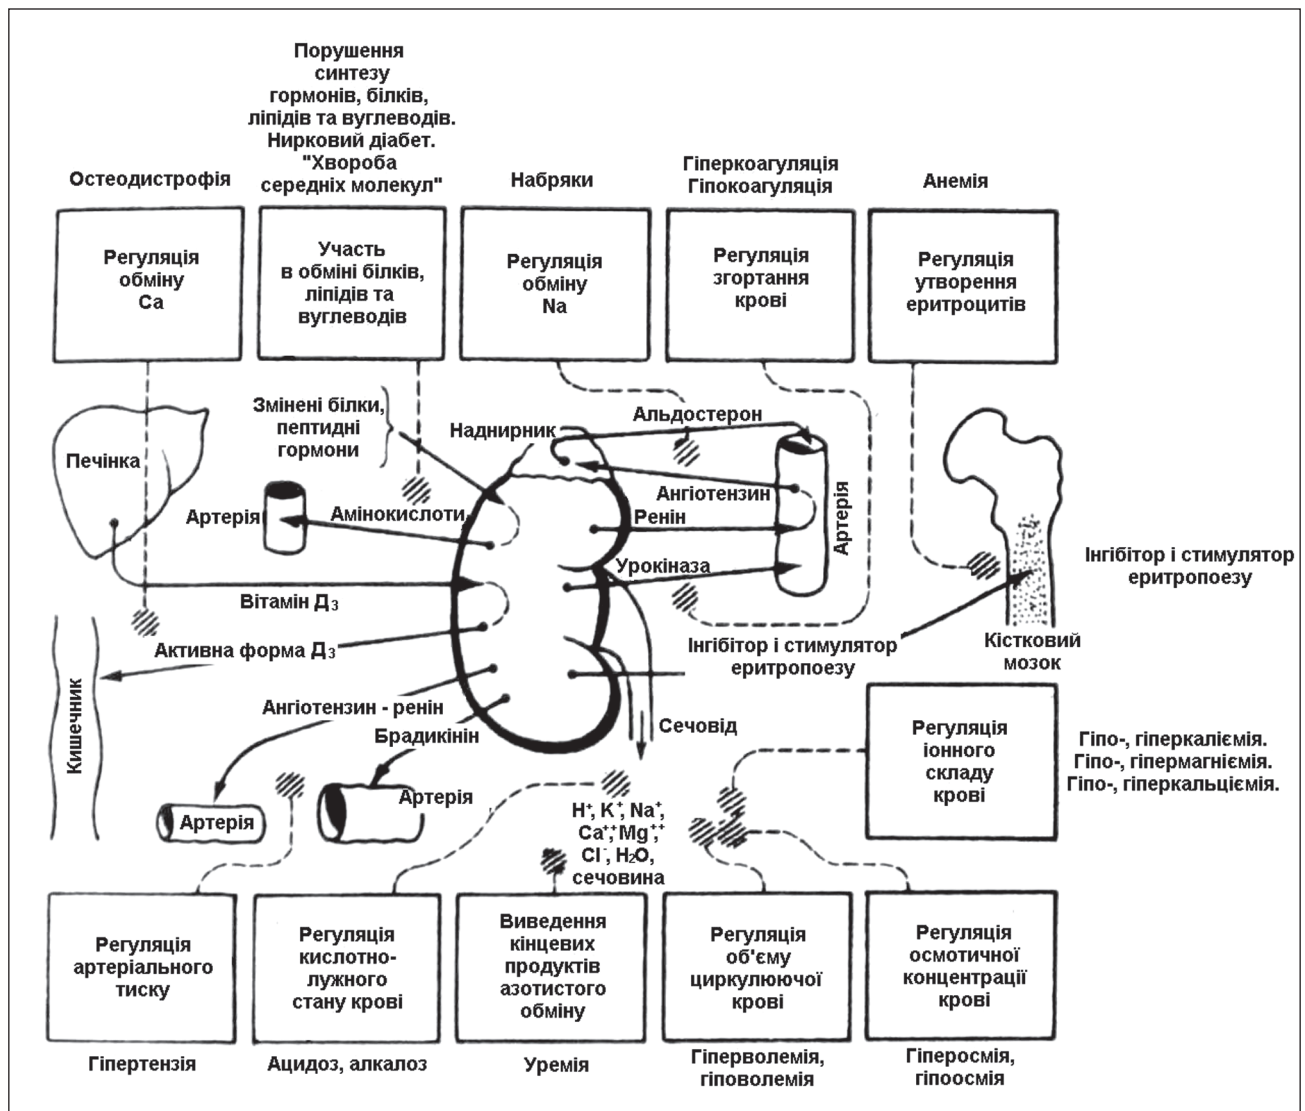 Порушення
синтезу
гормонів, білків,
ліпідів та вуглеводів.
Нирковий діабет.
"Хвороба
середніх молекул"
Остеодистрофія
Набряки
Гіперкоагуляція
Гіпокоагуляція
Анемія
Регуляція
обміну
Ca
Участь
в обміні білків,
ліпідів та
вуглеводів
Регуляція
обміну
Na
Регуляція
згортання
крові
Регуляція
утворення
еритроцитів
Печінка
Змінені білки,
пептидні
гормони
Наднирник
Альдостерон
Артерія
Амінокислоти
Ангіотензин
Ренін
Артерія
Урокіназа
Вітамін Д₃
Активна форма Д₃
Інгібітор і стимулятор
еритропоезу
Інгібітор і стимулятор
еритропоезу
Кістковий
мозок
Кишечник
Ангіотензин - ренін
Брадикінін
Сечовід
Артерія
Артерія
H⁺, K⁺, Na⁺,
Ca⁺⁺, Mg⁺⁺
Cl⁻, H₂O,
сечовина
Регуляція
іонного
складу
крові
Гіпо-, гіперкаліємія.
Гіпо-, гіпермагніємія.
Гіпо-, гіперкальціємія.
Регуляція
артеріального
тиску
Регуляція
кислотно-
лужного
стану крові
Виведення
кінцевих
продуктів
азотистого
обміну
Регуляція
об'єму
циркулюючої
крові
Регуляція
осмотичної
концентрації
крові
Гіпертензія
Ацидоз, алкалоз
Уремія
Гіперволемія,
гіповолемія
Гіперосмія,
гіпоосмія